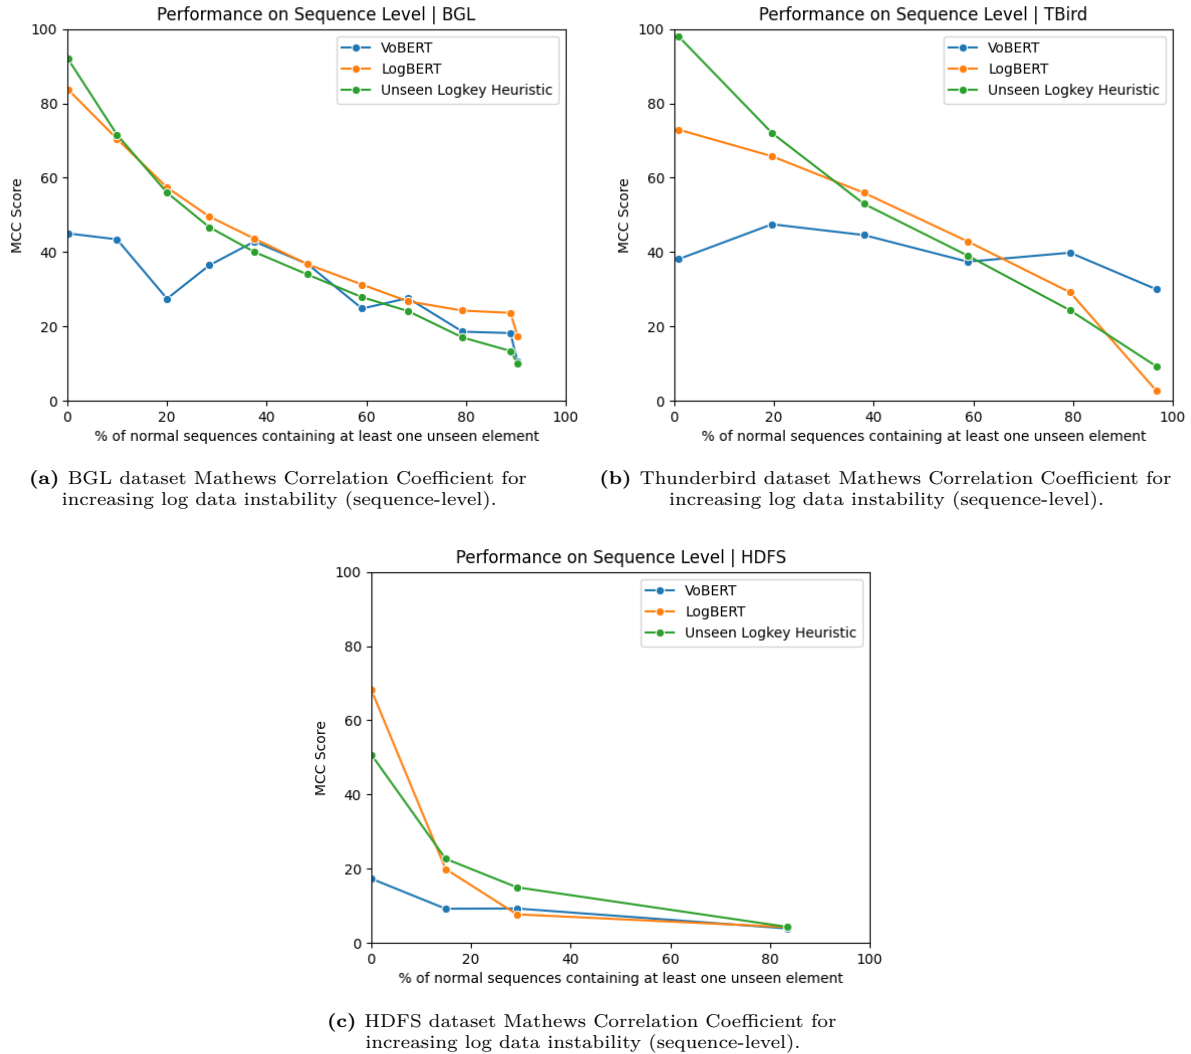 Performance on Sequence Level | BGL
100
80
60
40
20
0
MCC Score
VoBERT
LogBERT
Unseen Logkey Heuristic
0 20 40 60 80 100
% of normal sequences containing at least one unseen element
(a) BGL dataset Mathews Correlation Coefficient for
increasing log data instability (sequence-level).
Performance on Sequence Level | TBird
100
80
60
40
20
0
MCC Score
VoBERT
LogBERT
Unseen Logkey Heuristic
0 20 40 60 80 100
% of normal sequences containing at least one unseen element
(b) Thunderbird dataset Mathews Correlation Coefficient for
increasing log data instability (sequence-level).
Performance on Sequence Level | HDFS
100
80
60
40
20
0
MCC Score
VoBERT
LogBERT
Unseen Logkey Heuristic
0 20 40 60 80 100
% of normal sequences containing at least one unseen element
(c) HDFS dataset Mathews Correlation Coefficient for
increasing log data instability (sequence-level).